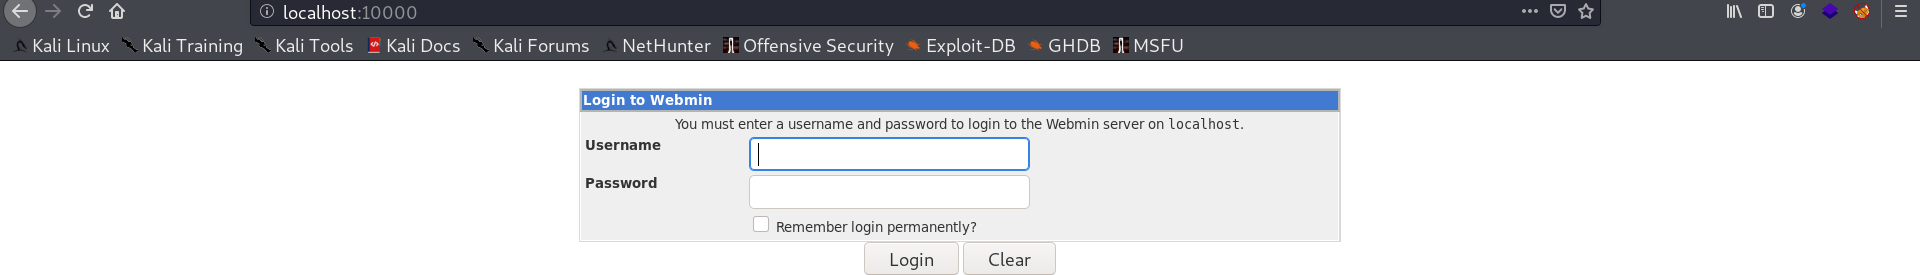 localhost:10000
Kali Linux Kali Training Kali Tools Kali Docs Kali Forums NetHunter Offensive Security Exploit-DB GHDB MSFU
Login to Webmin
You must enter a username and password to login to the Webmin server on localhost.
Username
Password
Remember login permanently?
Login Clear